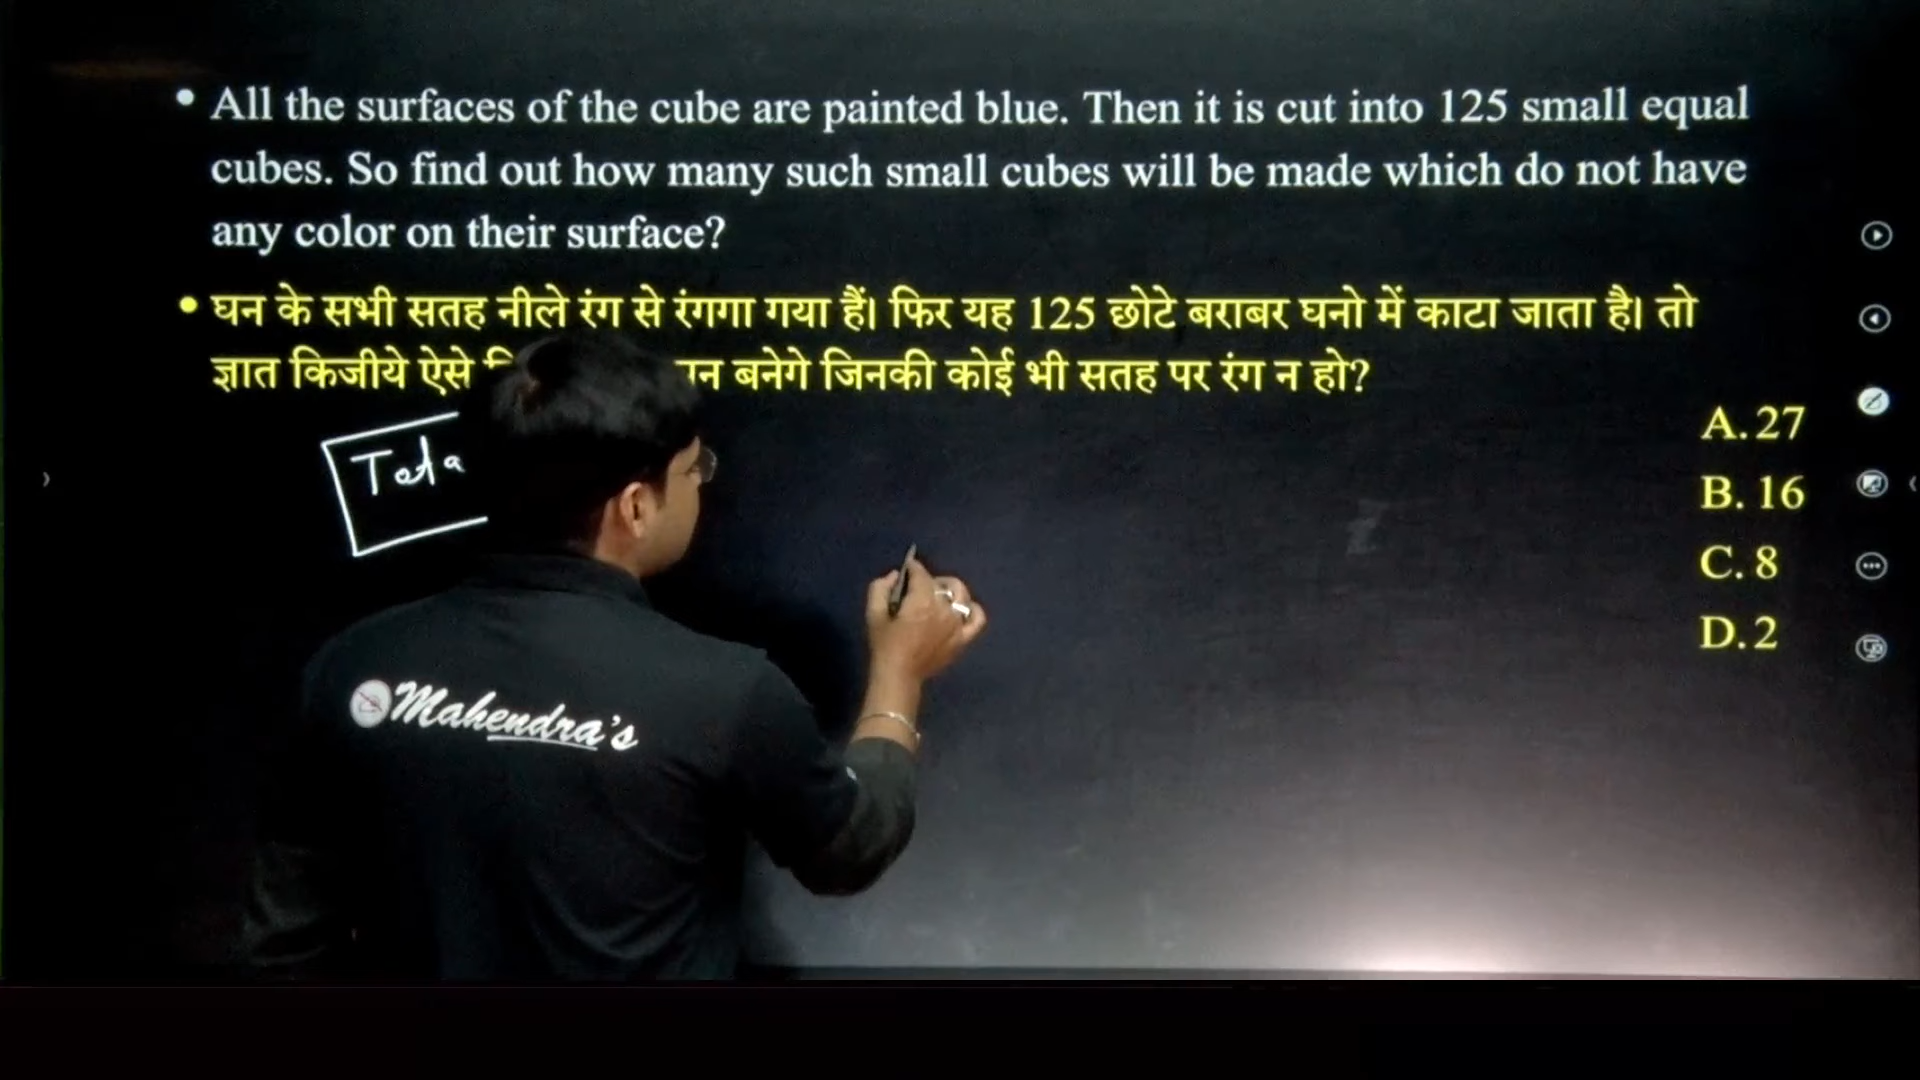 • All the surfaces of the cube are painted blue. Then it is cut into 125 small equal
cubes. So find out how many such small cubes will be made which do not have
any color on their surface?
• घन के सभी सतह नीले रंग से रंगगा गया हैं। फिर यह 125 छोटे बराबर घनो में काटा जाता है। तो
ज्ञात किजीये ऐसे बनेगे जिनकी कोई भी सतह पर रंग न हो?
A. 27
B. 16
C. 8
D. 2
Tota
Mahendra's